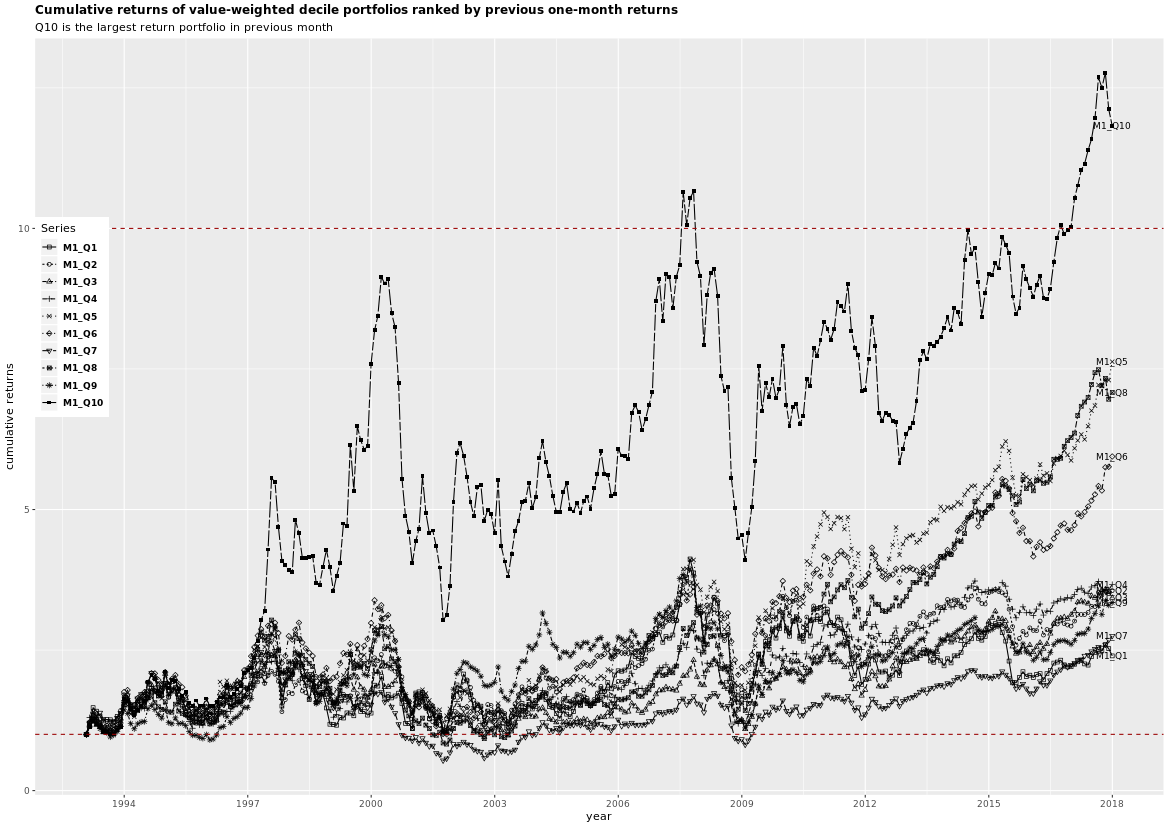 Cumulative returns of value-weighted decile portfolios ranked by previous one-month returns
Q10 is the largest return portfolio in previous month
M1_Q10
10
Series
M1_Q1
M1_Q2
M1_Q3
M1_Q4
M1_Q5
M1_Q6
M1_Q7
M1_Q8
M1_Q9
M1_Q10
cumulative returns
M1_Q5
M1_Q8
M1_Q6
5
M1_Q4
M1_Q9
M1_Q7
M1_Q1
0
1994 1997 2000 2003 2006 2009 2012 2015 2018
year